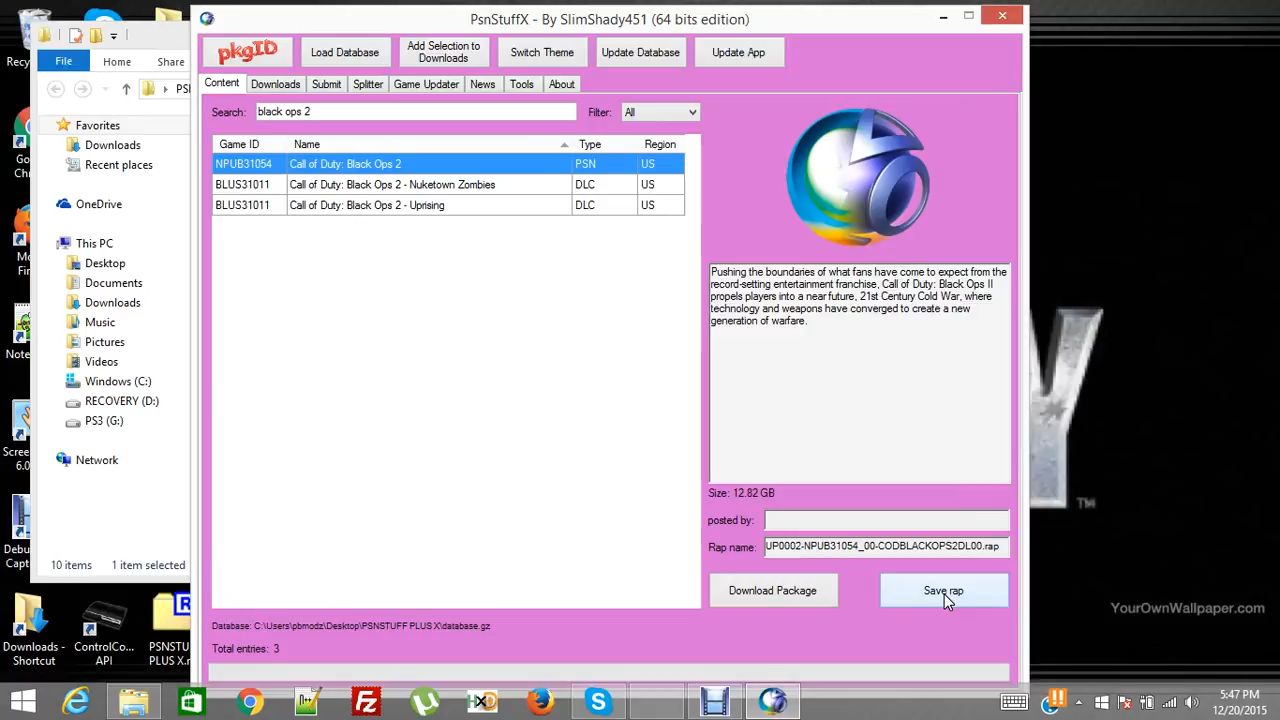 PsnStuffX - By SlimShady451 (64 bits edition)
pkgID
Load Database
Add Selection to
Downloads
Switch Theme
Update Database
Update App
File
Home
Share
Content
Downloads
Submit
Splitter
Game Updater
News
Tools
About
Search:
black ops 2
Filter:
All
Game ID Name Type Region
NPUB31054 Call of Duty: Black Ops 2 PSN US
BLUS31011 Call of Duty: Black Ops 2 - Nuketown Zombies DLC US
BLUS31011 Call of Duty: Black Ops 2 - Uprising DLC US
Favorites
Downloads
Recent places
OneDrive
This PC
Desktop
Documents
Downloads
Music
Pictures
Videos
Windows (C:)
RECOVERY (D:)
PS3 (G:)
Network
10 items
1 item selected
Pushing the boundaries of what fans have come to expect from the
record-setting entertainment franchise, Call of Duty: Black Ops II
propels players into a near future, 21st Century Cold War, where
technology and weapons have converged to create a new
generation of warfare.
Size: 12.82 GB
posted by:
Rap name:
UP0002-NPUB31054_00-CODBLACKOPS2DL00.rap
Download Package
Save rap
Database: C:\Users\pbmodz\Desktop\PSNSTUFF PLUS X\database.gz
Total entries: 3
Downloads -
Shortcut
ControlCo...
API
PSNSTUFF
PLUS X.r
Y
TM
YourOwnWallpaper.com
5:47 PM
12/20/2015